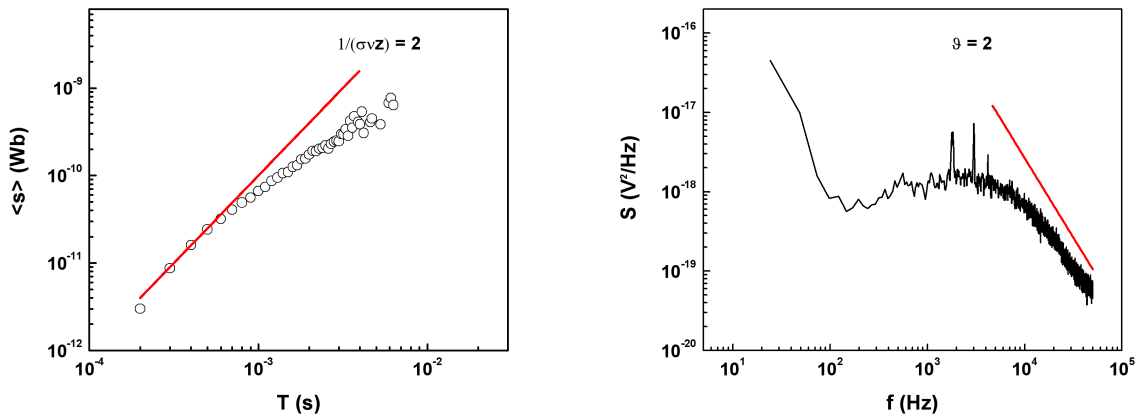 1/(σνz) = 2
<s> (Wb)
10⁻⁹
10⁻¹⁰
10⁻¹¹
10⁻¹²
10⁻⁴
10⁻³
10⁻²
T (s)
ϑ = 2
S (V²/Hz)
10⁻¹⁶
10⁻¹⁷
10⁻¹⁸
10⁻¹⁹
10⁻²⁰
10¹
10²
10³
10⁴
10⁵
f (Hz)